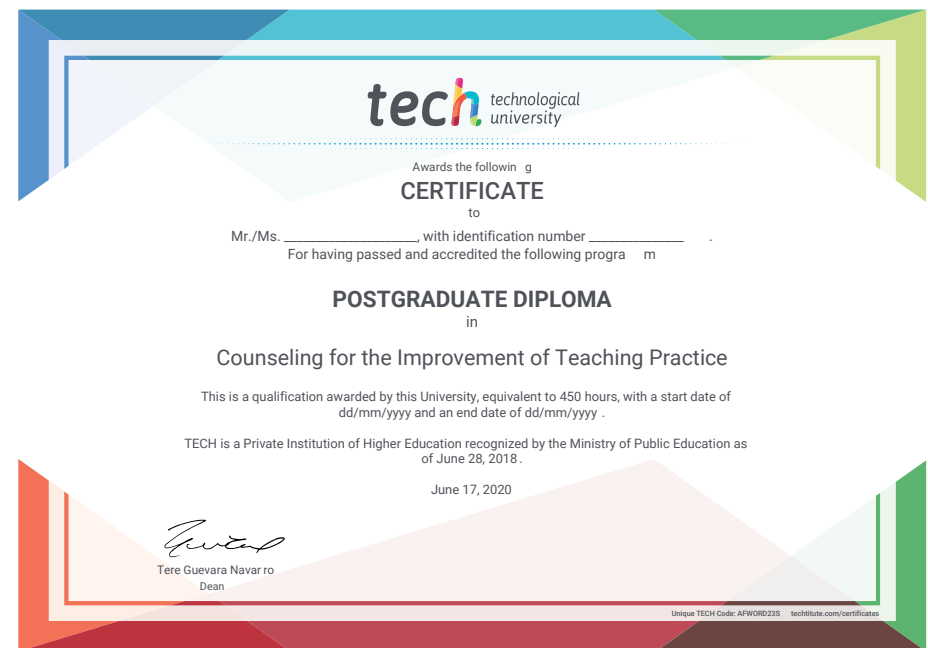 tech technological
university
Awards the followin g
CERTIFICATE
to
Mr./Ms. ___________________, with identification number ______________ .
For having passed and accredited the following progra m
POSTGRADUATE DIPLOMA
in
Counseling for the Improvement of Teaching Practice
This is a qualification awarded by this University, equivalent to 450 hours, with a start date of
dd/mm/yyyy and an end date of dd/mm/yyyy .
TECH is a Private Institution of Higher Education recognized by the Ministry of Public Education as
of June 28, 2018 .
June 17, 2020
Tere Guevara Navar ro
Dean
Unique TECH Code: AFWORD23S techtitute.com/certificates